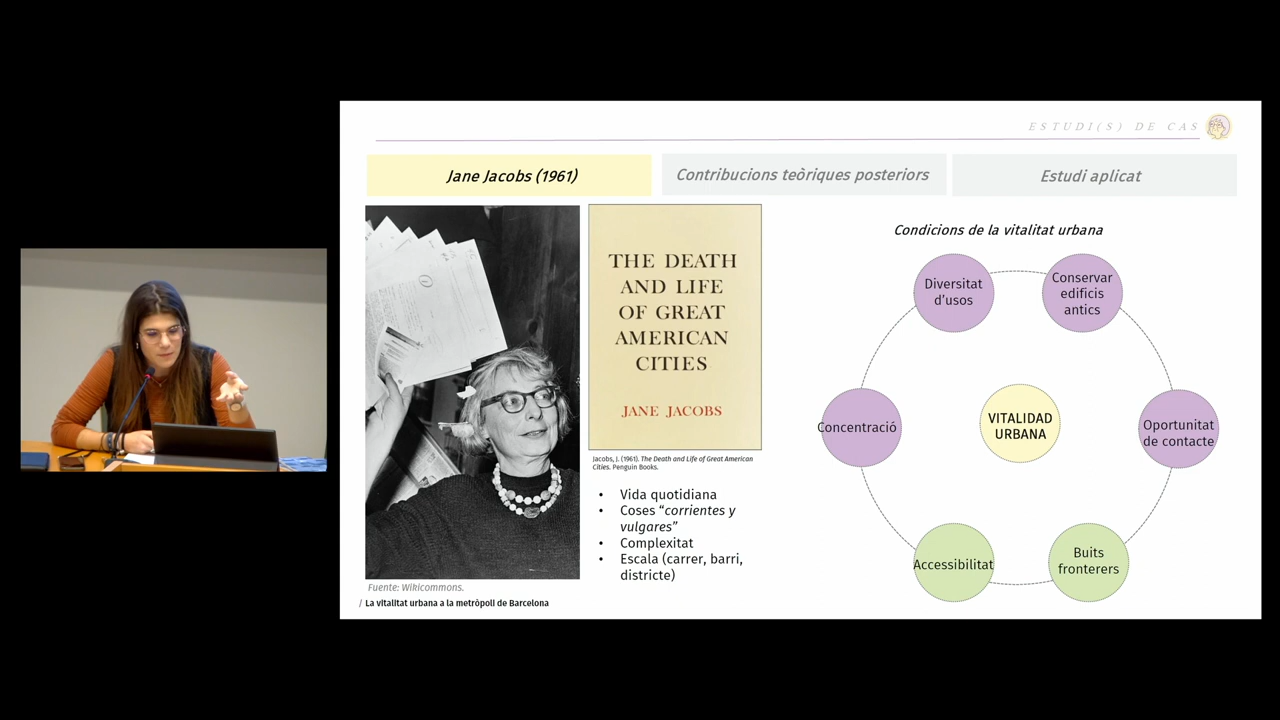 ESTUDI(S) DE CAS
Jane Jacobs (1961)
Contribucions teòriques posteriors
Estudi aplicat
THE DEATH
AND LIFE
OF GREAT
AMERICAN
CITIES
JANE JACOBS
Jacobs, J. (1961). The Death and Life of Great American
Cities. Penguin Books.
• Vida quotidiana
• Coses “corrientes y
vulgares”
• Complexitat
• Escala (carrer, barri,
districte)
Fuente: Wikicommons.
/ La vitalitat urbana a la metròpoli de Barcelona
Condicions de la vitalitat urbana
Diversitat
d’usos
Conservar
edificis
antics
Concentració
VITALIDAD
URBANA
Oportunitat
de contacte
Accessibilitat
Buits
fronterers